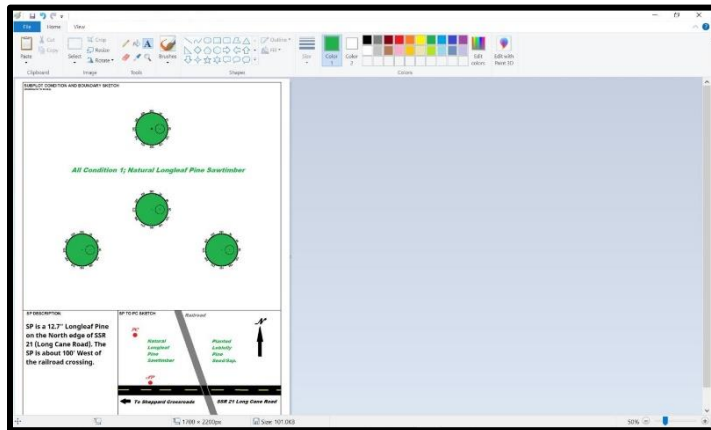 File
Home
View
Paste
Cut
Copy
Clipboard
Select
Crop
Resize
Rotate
Image
A
Tools
Brushes
Outline
Fill
Shapes
Size
Color
1
Color
2
Edit
colors
Edit with
Paint 3D
Colors
SUBPLOT CONDITION AND BOUNDARY SKETCH
All Condition 1; Natural Longleaf Pine Sawtimber
SP DESCRIPTION
SP is a 12.7" Longleaf Pine
on the North edge of SSR
21 (Long Cane Road). The
SP is about 100' West of
the railroad crossing.
SP TO PC SKETCH
Railroad
N
PC
Natural
Longleaf
Pine
Sawtimber
Planted
Loblolly
Pine
Seed/Sap.
SP
To Sheppard Crossroads
SSR 21 Long Cane Road
1700 × 2200px
Size: 101.0KB
50%